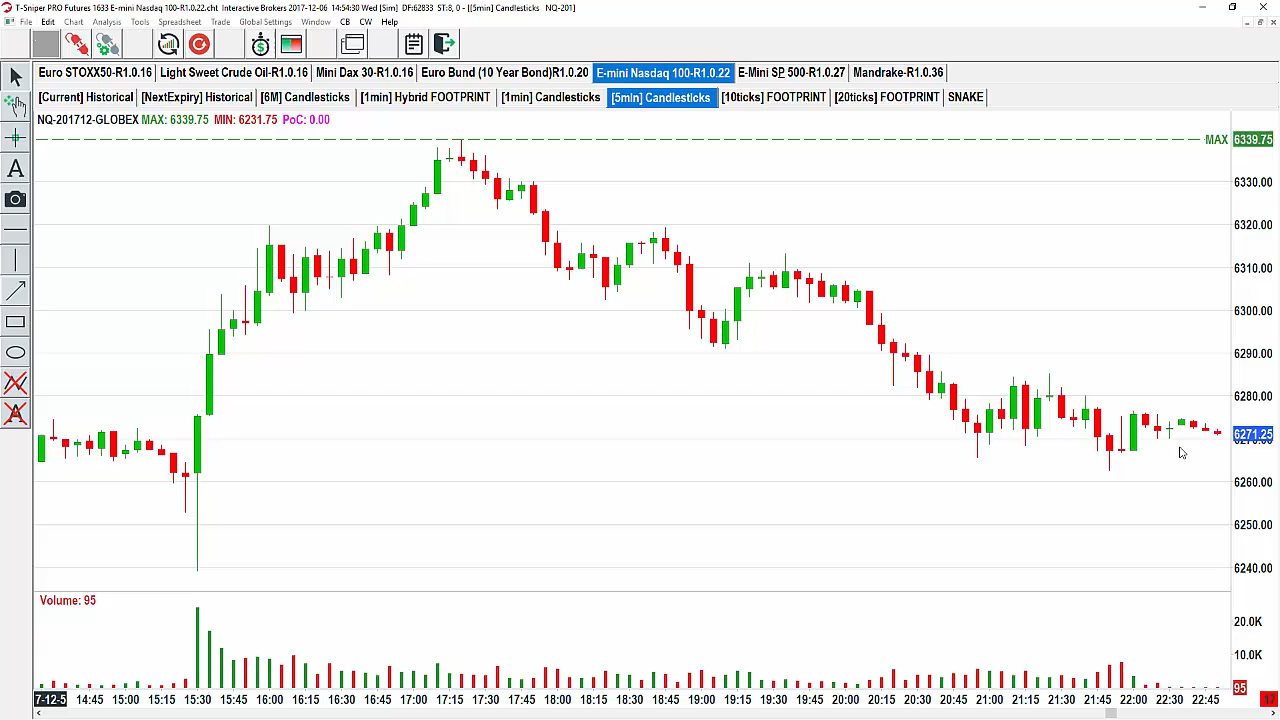 T-Sniper PRO Futures 1633 E-mini Nasdaq 100-R1.0.22.cht Interactive Brokers 2017-12-06 14:54:30 Wed [Sim] DF:62833 ST:8, 0 - [[5min] Candlesticks NQ-201]
File Edit Chart Analysis Tools Spreadsheet Trade Global Settings Window CB CW Help
Euro STOXX50-R1.0.16 Light Sweet Crude Oil-R1.0.16 Mini Dax 30-R1.0.16 Euro Bund (10 Year Bond)R1.0.20 E-mini Nasdaq 100-R1.0.22 E-Mini SP 500-R1.0.27 Mandrake-R1.0.36
[Current] Historical [NextExpiry] Historical [6M] Candlesticks [1min] Hybrid FOOTPRINT [1min] Candlesticks [5min] Candlesticks [10ticks] FOOTPRINT [20ticks] FOOTPRINT SNAKE
NQ-201712-GLOBEX MAX: 6339.75 MIN: 6231.75 PoC: 0.00
MAX 6339.75
6330.00
6320.00
6310.00
6300.00
6290.00
6280.00
6271.25
6260.00
6250.00
6240.00
Volume: 95
20.0K
10.0K
95
7-12-5 14:45 15:00 15:30 15:45 16:00 16:15 16:30 16:45 17:00 17:15 17:30 17:45 18:00 18:15 18:30 18:45 19:00 19:15 19:30 19:45 20:00 20:15 20:30 20:45 21:00 21:15 21:30 21:45 22:00 22:30 22:45 17